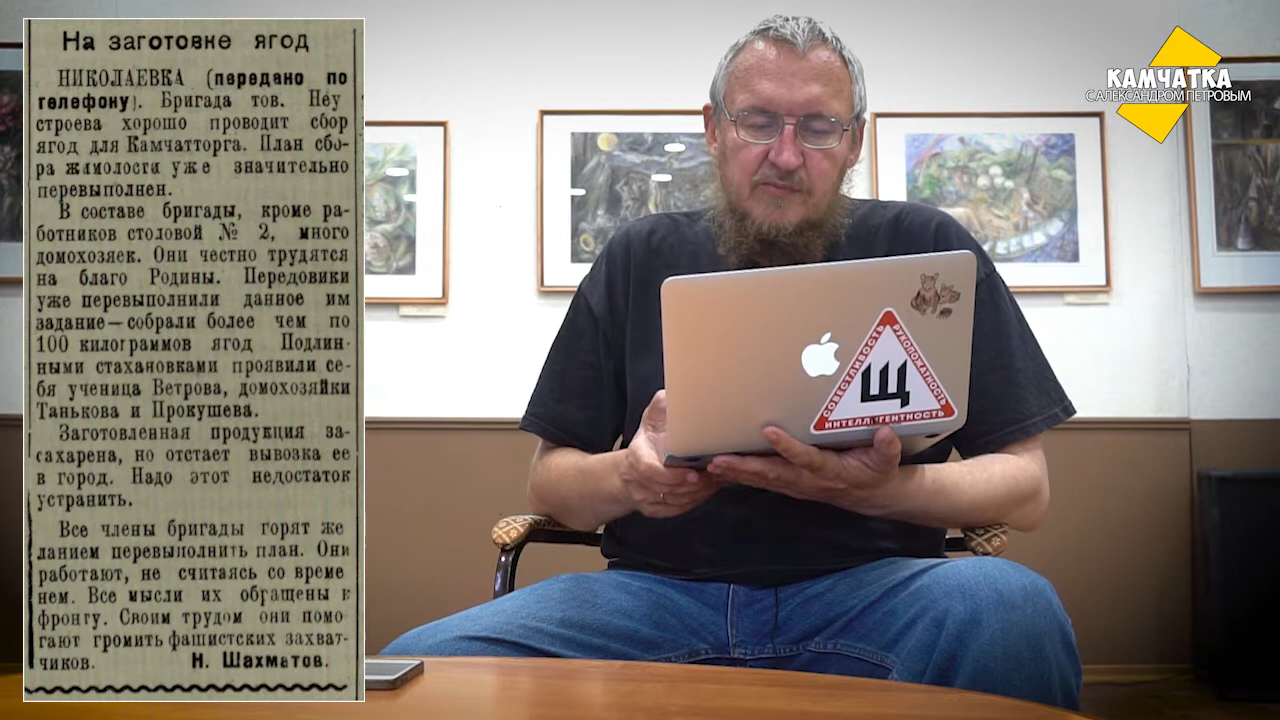 На заготовке ягод
НИКОЛАЕВКА (передано по
телефону). Бригада тов. Неу
строева хорошо проводит сбор
ягод для Камчатторга. План сбо-
ра жимолости уже значительно
перевыполнен.
В составе бригады, кроме ра-
ботников столовой № 2, много
домохозяек. Они честно трудятся
на благо Родины. Передовики
уже перевыполнили данное им
задание—собрали более чем по
100 килограммов ягод Подлин-
ными стахановками проявили се-
бя ученица Ветрова, домохозяйки
Танькова и Прокушева.
Заготовленная продукция за-
сахарена, но отстает вывозка ее
в город. Надо этот недостаток
устранить.
Все члены бригады горят же
ланием перевыполнить план. Они
работают, не считаясь со време
нем. Все мысли их обращены к
фронту. Своим трудом они помо
гают громить фашистских захват-
чиков.
Н. Шахматов.
КАМЧАТКА
С АЛЕКСАНДРОМ ПЕТРОВЫМ
СОВЕСТЛИВОСТЬ
РУКОПОЖАТНОСТЬ
Щ
ИНТЕЛЛИГЕНТНОСТЬ